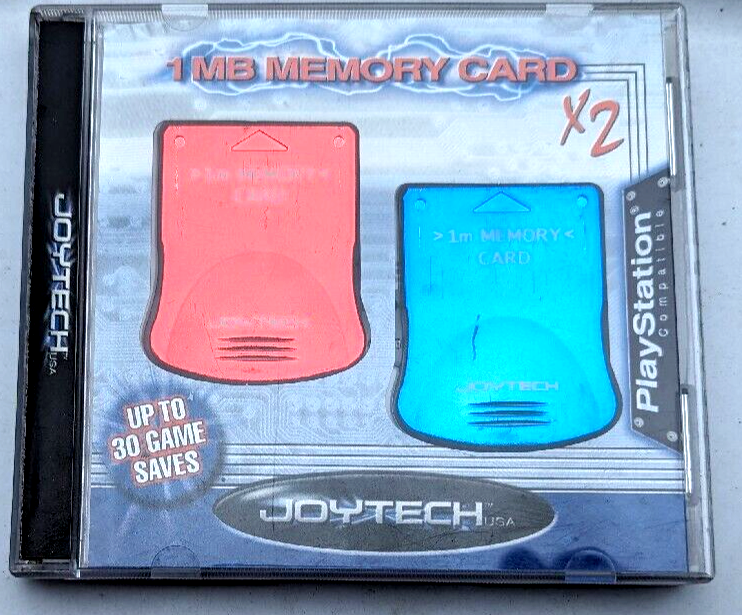 1 MB MEMORY CARD
X2
>1m MEMORY<
CARD
JOYTECH
>1m MEMORY<
CARD
JOYTECH
PlayStation®
Compatible
UP TO
30 GAME
SAVES
JOYTECH™
USA
JOYTECH
USA